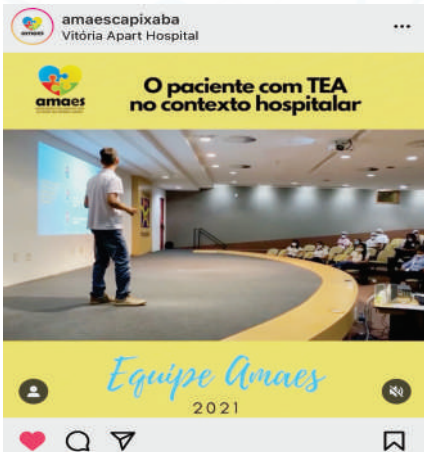 amaescapixaba
Vitória Apart Hospital
amaes
O paciente com TEA
no contexto hospitalar
Equipe Amaes
2021